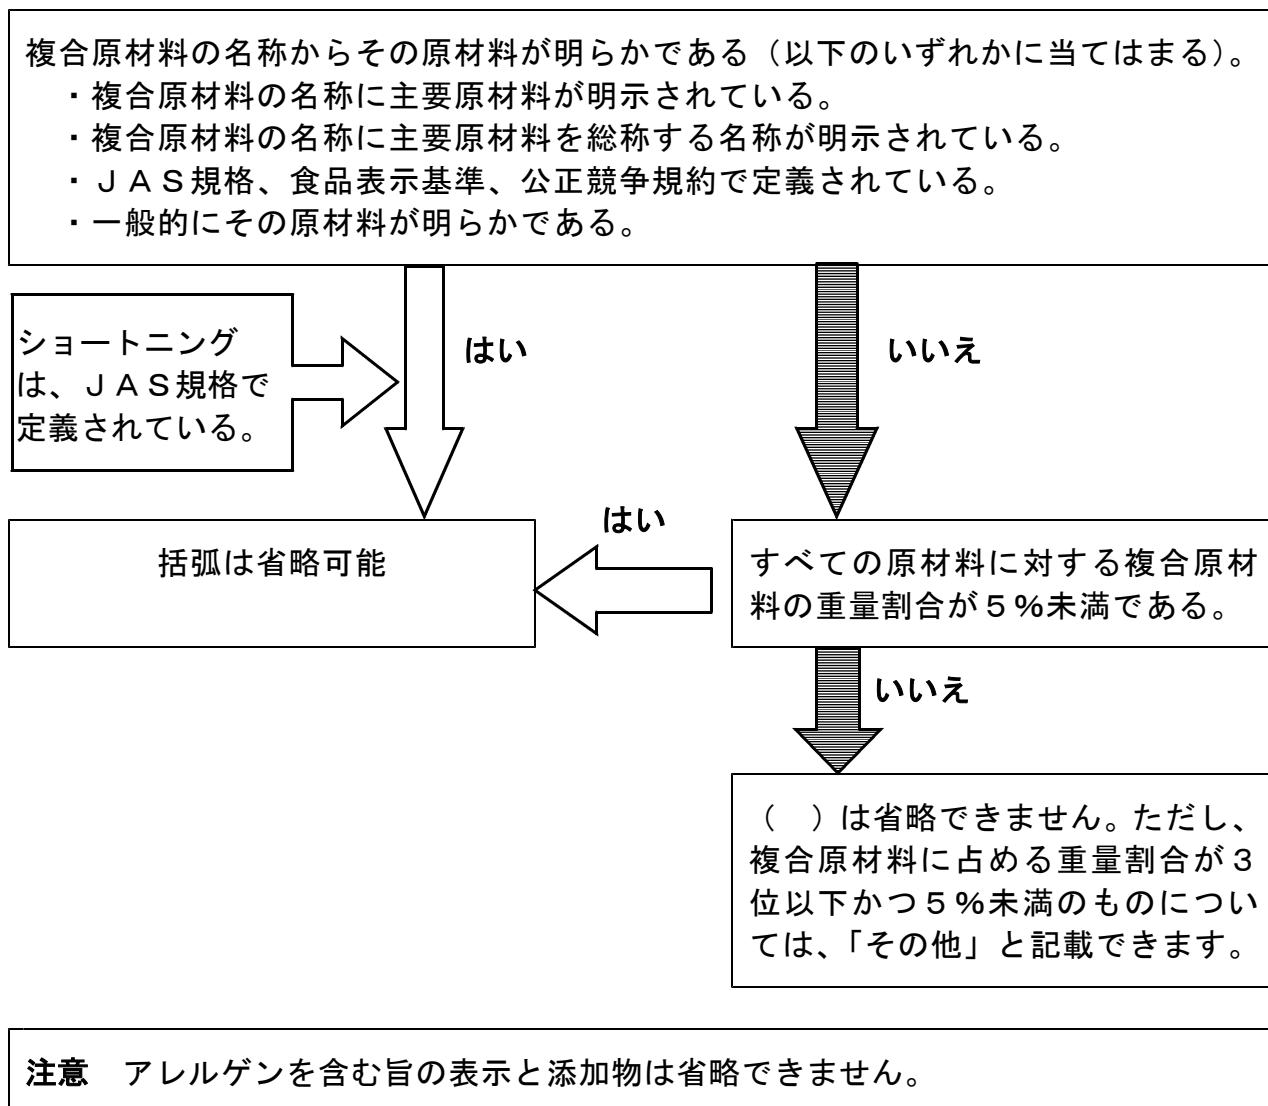 複合原材料の名称からその原材料が明らかである（以下のいずれかに当てはまる）。
・複合原材料の名称に主要原材料が明示されている。
・複合原材料の名称に主要原材料を総称する名称が明示されている。
・ＪＡＳ規格、食品表示基準、公正競争規約で定義されている。
・一般的にその原材料が明らかである。
ショートニング
は、ＪＡＳ規格で
定義されている。
はい
いいえ
括弧は省略可能
はい
すべての原材料に対する複合原材
料の重量割合が５%未満である。
いいえ
（　）は省略できません。ただし、
複合原材料に占める重量割合が３
位以下かつ５%未満のものについ
ては、「その他」と記載できます。
注意　アレルゲンを含む旨の表示と添加物は省略できません。